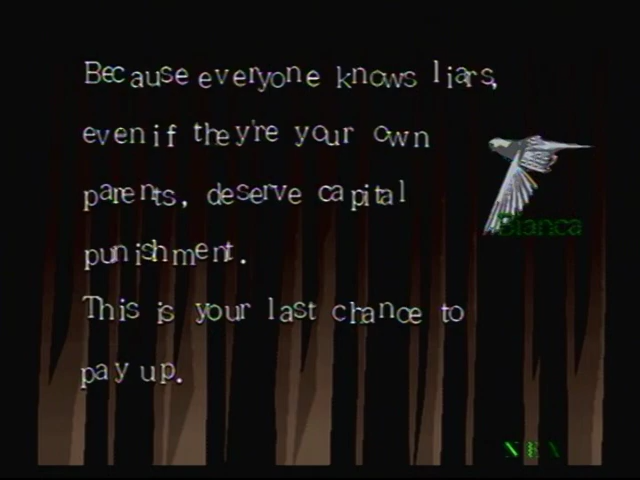 Because everyone knows liars,
even if they're your own
parents, deserve capital
punishment.
This is your last chance to
pay up.
Bianca